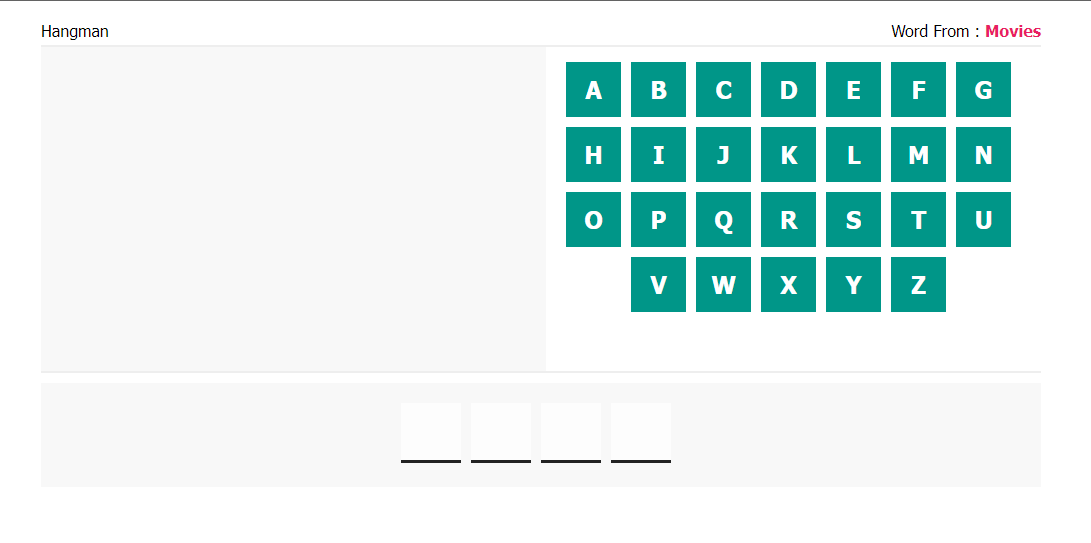 Hangman
Word From : Movies
A B C D E F G
H I J K L M N
O P Q R S T U
V W X Y Z